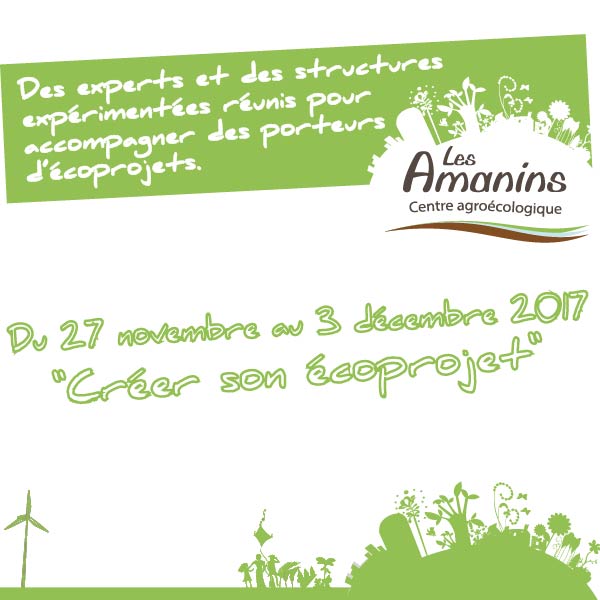 Des experts et des structures
expérimentées réunis pour
accompagner des porteurs
d'écoprojets.
Les
Amanins
Centre agroécologique
Du 27 novembre au 3 décembre 2017
"Créer son écoprojet"